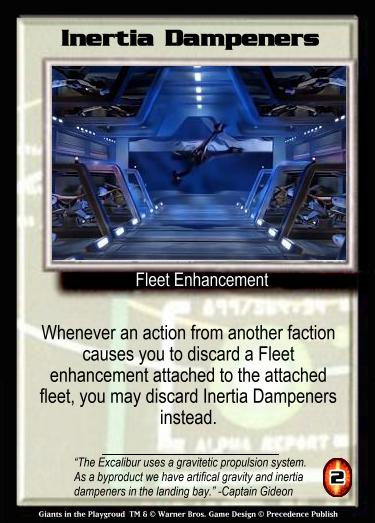 Inertia Dampeners
Fleet Enhancement
Whenever an action from another faction
causes you to discard a Fleet
enhancement attached to the attached
fleet, you may discard Inertia Dampeners
instead.
"The Excalibur uses a gravitetic propulsion system.
As a byproduct we have artifical gravity and inertia
dampeners in the landing bay." -Captain Gideon
2
Giants in the Playgroud TM & © Warner Bros. Game Design © Precedence Publish